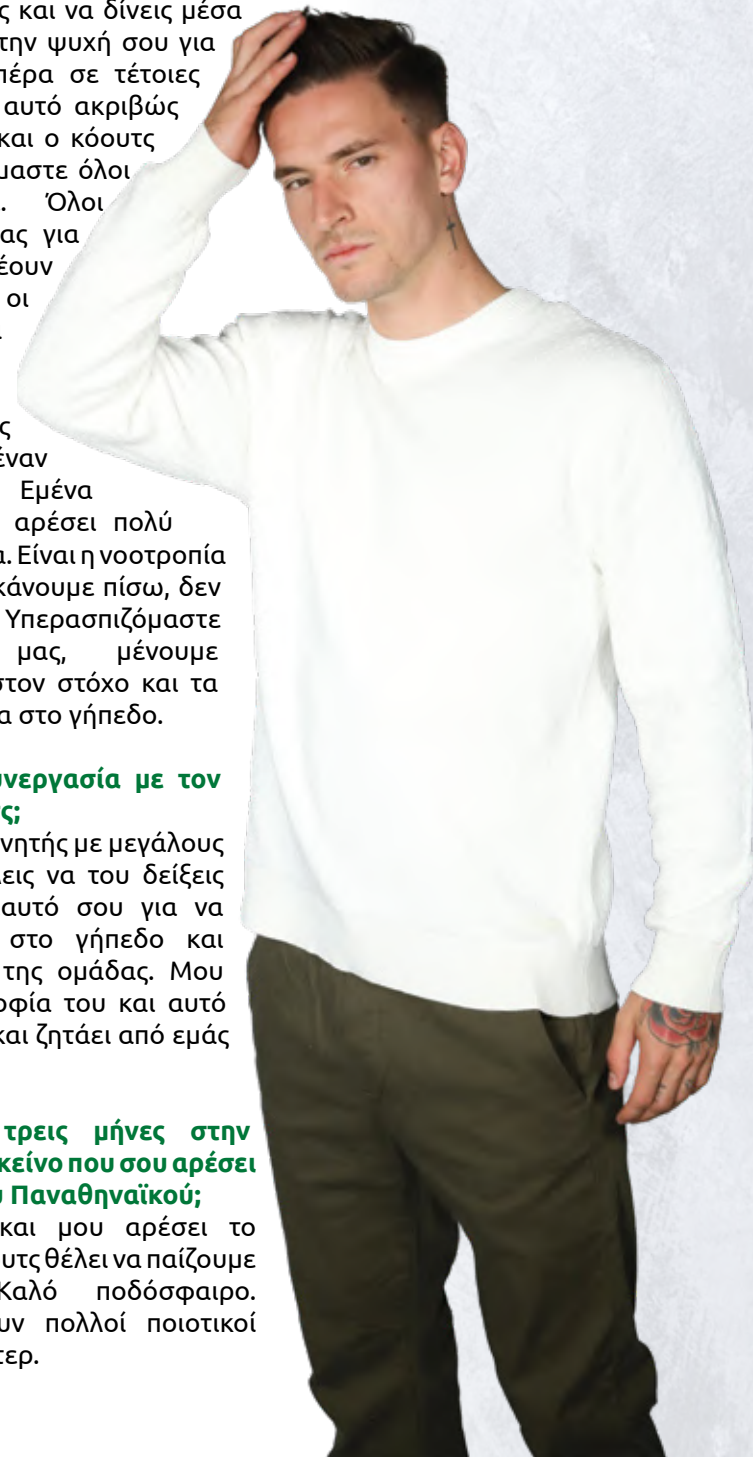 ς και να δίνεις μέσα
την ψυχή σου για
πέρα σε τέτοιες
αυτό ακριβώς
και ο κόουτς
μαστε όλοι
. Όλοι
ας για
έουν
οι
ς
έναν
Εμένα
αρέσει πολύ
α. Είναι η νοοτροπία
κάνουμε πίσω, δεν
Υπερασπιζόμαστε
μας, μένουμε
στον στόχο και τα
α στο γήπεδο.
υνεργασία με τον
ς;
νητής με μεγάλους
εις να του δείξεις
αυτό σου για να
στο γήπεδο και
της ομάδας. Μου
οφία του και αυτό
και ζητάει από εμάς
τρεις μήνες στην
κείνο που σου αρέσει
υ Παναθηναϊκού;
και μου αρέσει το
ουτς θέλει να παίζουμε
Καλό ποδόσφαιρο.
υν πολλοί ποιοτικοί
τερ.